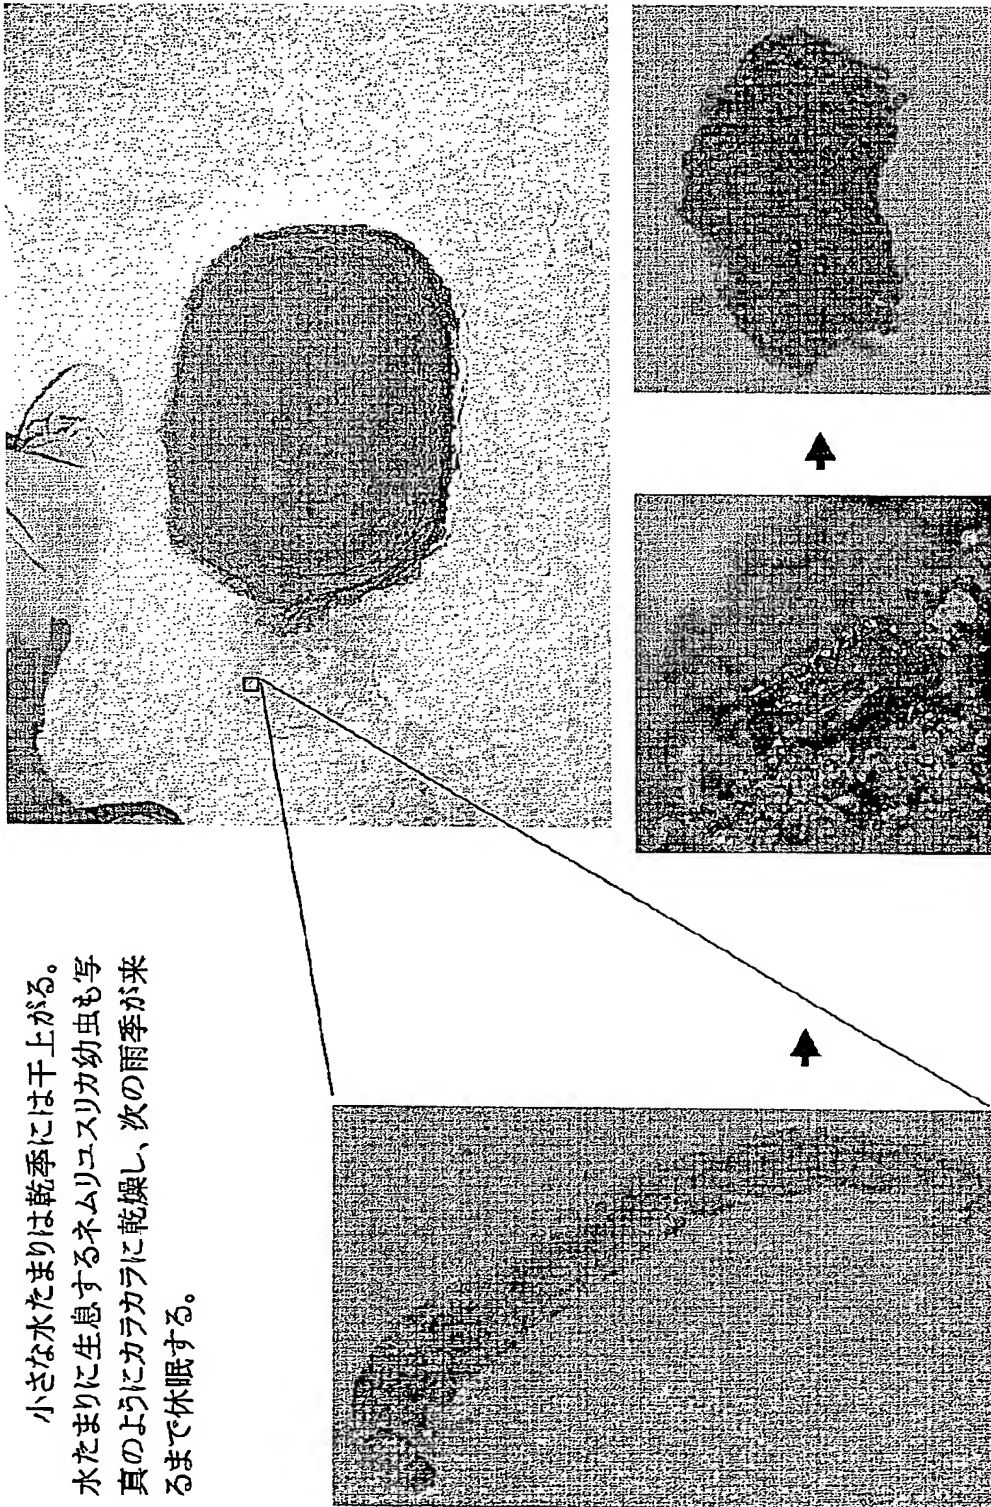 小さな水たまりは乾季には干上がる。
水たまりに生息するネムリユスリカ幼虫も写
真のようにカラカラに乾燥し、次の雨季が来
るまで休眠する。